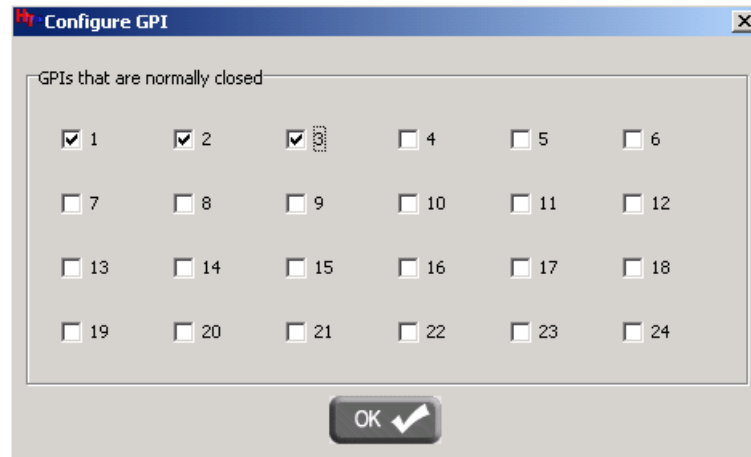 HT Configure GPI
GPIs that are normally closed
1 2 3 4 5 6
7 8 9 10 11 12
13 14 15 16 17 18
19 20 21 22 23 24
OK